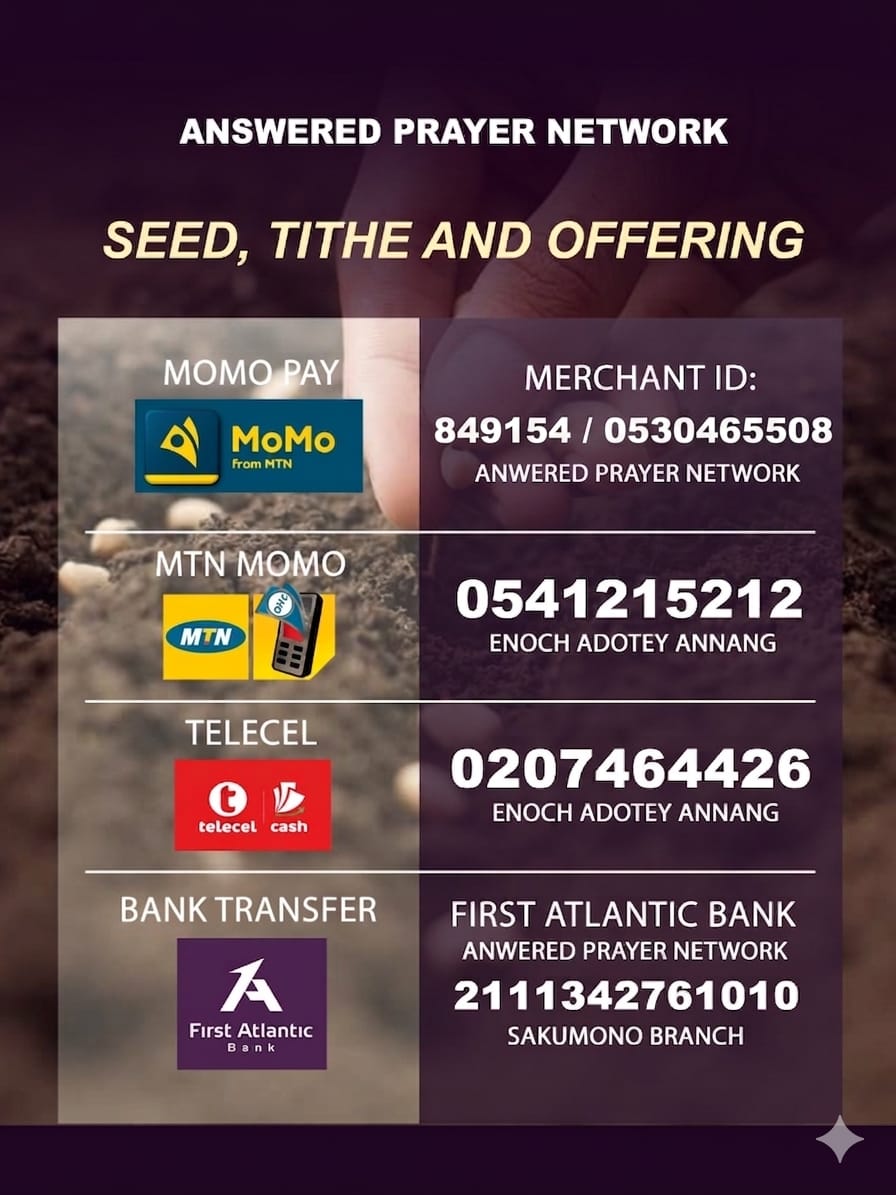 ANSWERED PRAYER NETWORK
SEED, TITHE AND OFFERING
MOMO PAY
MoMo
From MTN
MERCHANT ID:
849154 / 0530465508
ANWERED PRAYER NETWORK
MTN MOMO
MTN
0541215212
ENOCH ADOTEY ANNANG
TELECEL
telecel cash
0207464426
ENOCH ADOTEY ANNANG
BANK TRANSFER
First Atlantic
Bank
FIRST ATLANTIC BANK
ANWERED PRAYER NETWORK
2111342761010
SAKUMONO BRANCH